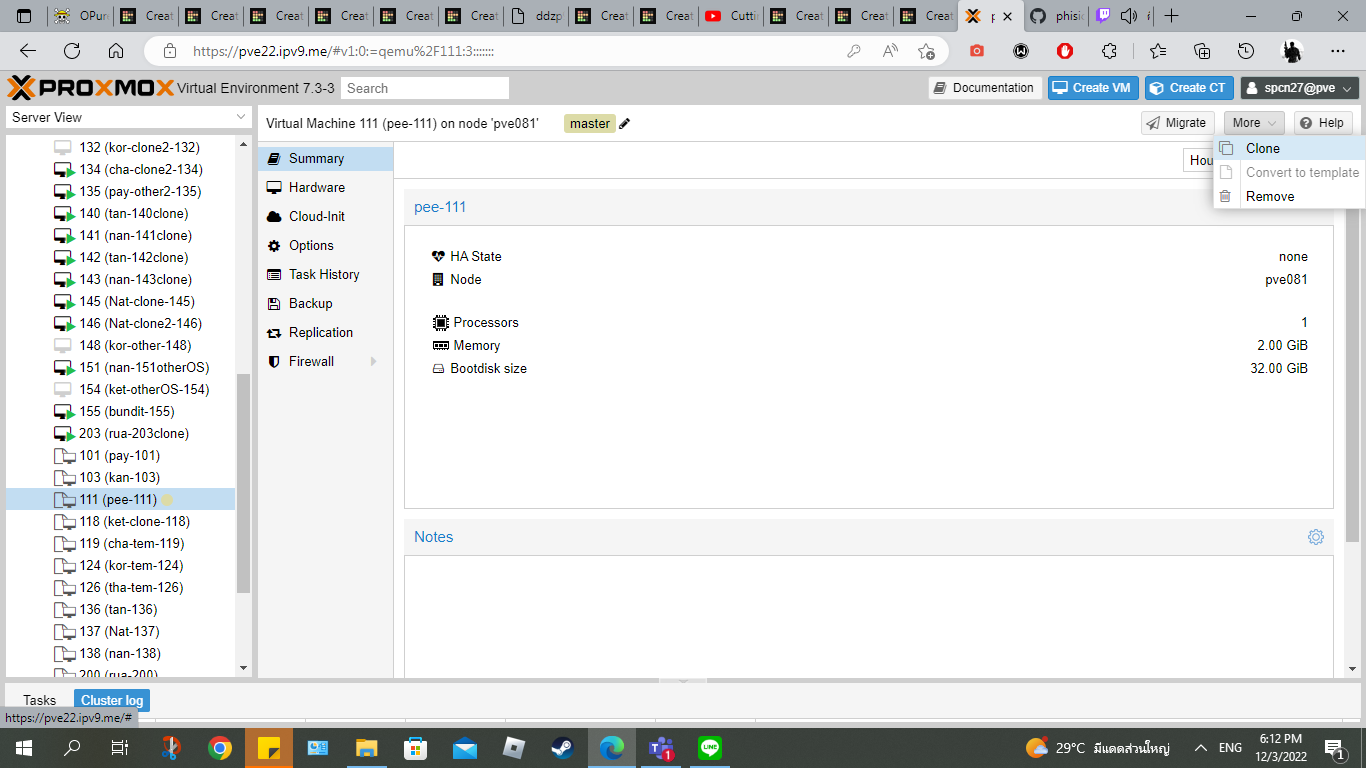 OPure
Creat
Creat
Creat
Creat
Creat
Creat
ddzp
Creat
Creat
Cuttin
Creat
Creat
Creat
phisi
https://pve22.ipv9.me/#v1:0:=qemu%2F111:3:::::::
PROXMOX Virtual Environment 7.3-3
Search
Documentation
Create VM
Create CT
spcn27@pve
Server View
Virtual Machine 111 (pee-111) on node 'pve081'
master
Migrate
More
Help
Clone
Convert to template
Remove
Hou
132 (kor-clone2-132)
134 (cha-clone2-134)
135 (pay-other2-135)
140 (tan-140clone)
141 (nan-141clone)
142 (tan-142clone)
143 (nan-143clone)
145 (Nat-clone-145)
146 (Nat-clone2-146)
148 (kor-other-148)
151 (nan-151otherOS)
154 (ket-otherOS-154)
155 (bundit-155)
203 (rua-203clone)
101 (pay-101)
103 (kan-103)
111 (pee-111)
118 (ket-clone-118)
119 (cha-tem-119)
124 (kor-tem-124)
126 (tha-tem-126)
136 (tan-136)
137 (Nat-137)
138 (nan-138)
200 (rua-200)
Summary
Hardware
Cloud-Init
Options
Task History
Backup
Replication
Firewall
pee-111
HA State none
Node pve081
Processors 1
Memory 2.00 GiB
Bootdisk size 32.00 GiB
Notes
Tasks
Cluster log
https://pve22.ipv9.me/#
1
LINE
29°C มีแดดส่วนใหญ่
ENG
6:12 PM
12/3/2022
1